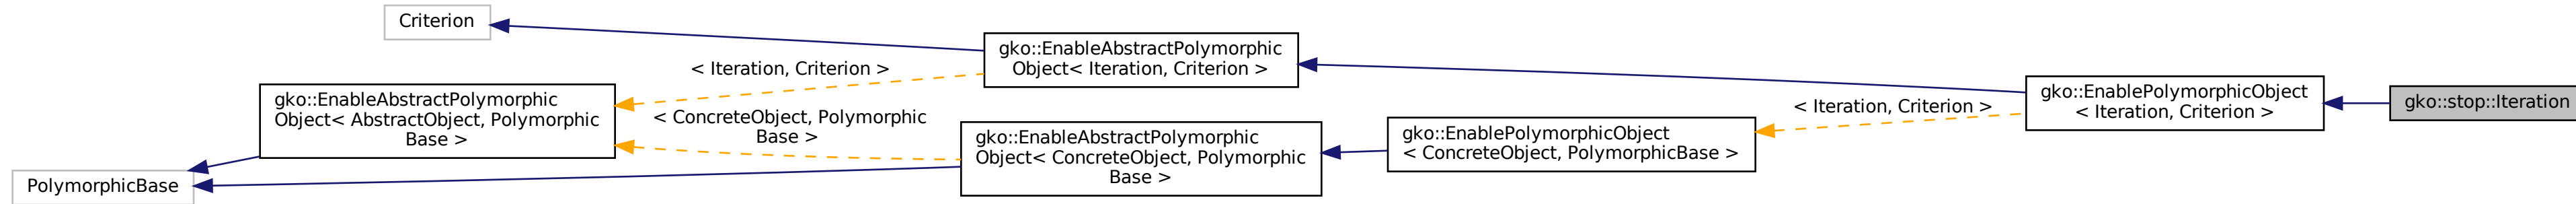 Criterion
gko::EnableAbstractPolymorphic
Object< Iteration, Criterion >
< Iteration, Criterion >
gko::EnablePolymorphicObject
< Iteration, Criterion >
gko::stop::Iteration
gko::EnableAbstractPolymorphic
Object< AbstractObject, Polymorphic
Base >
< ConcreteObject, Polymorphic
Base >
< Iteration, Criterion >
gko::EnableAbstractPolymorphic
Object< ConcreteObject, Polymorphic
Base >
gko::EnablePolymorphicObject
< ConcreteObject, PolymorphicBase >
PolymorphicBase